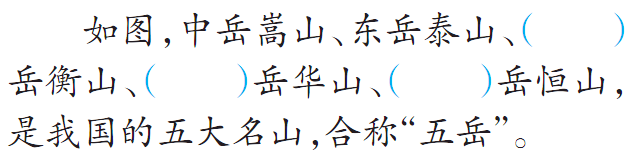 如图,中岳嵩山、东岳泰山、(　　)
岳衡山、(　　)岳华山、(　　)岳恒山,
是我国的五大名山,合称“五岳”。